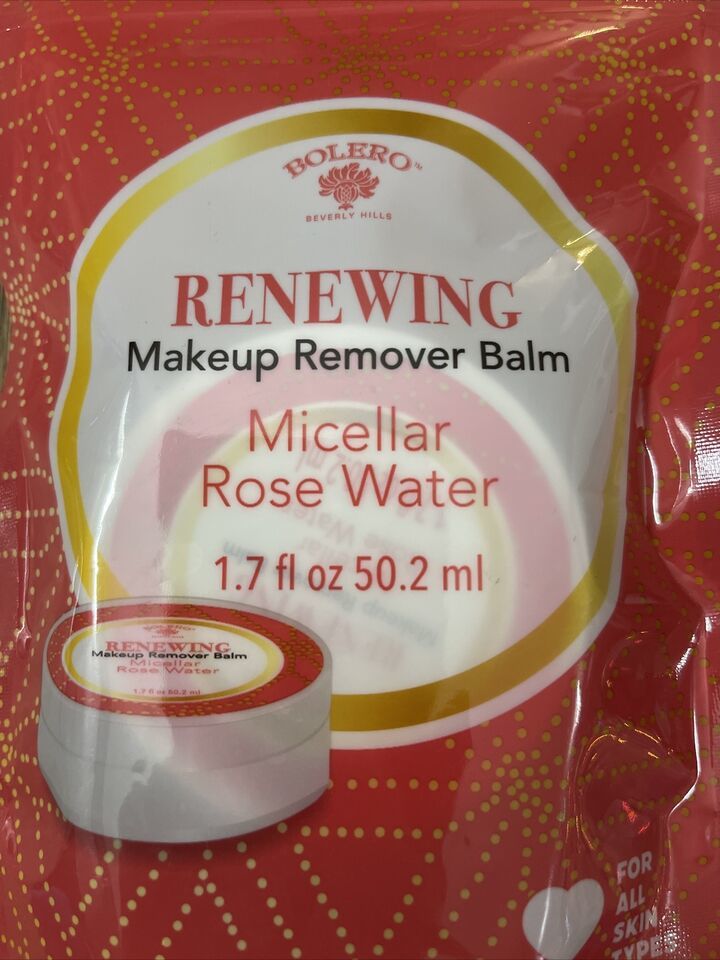 BOLERO™
BEVERLY HILLS
RENEWING
Makeup Remover Balm
Micellar
Rose Water
1.7 fl oz 50.2 ml
BOLERO
RENEWING
Makeup Remover Balm
Micellar
Rose Water
1.7 fl oz 50.2 ml
FOR
ALL
SKIN
TYPES